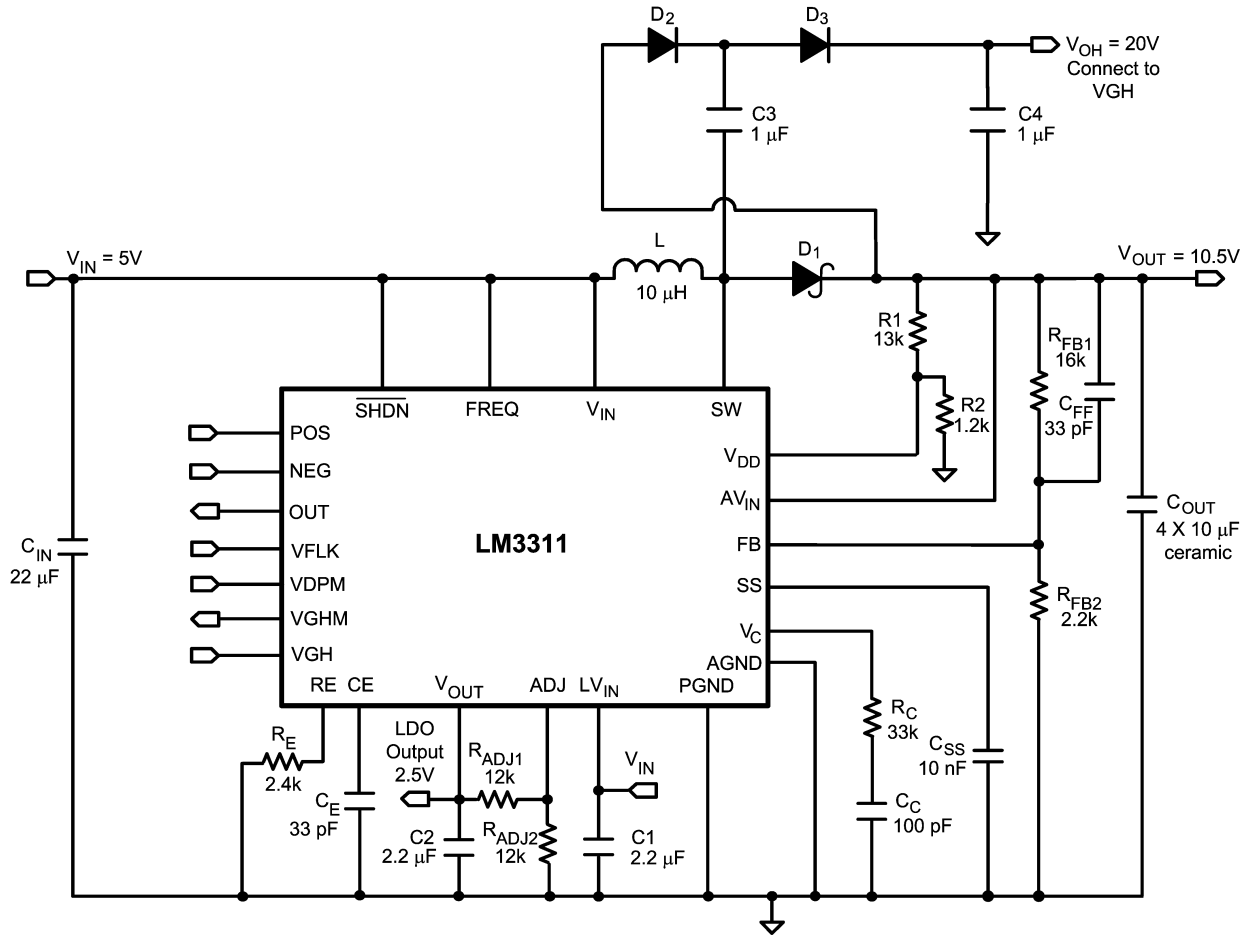 D2
D3
VOH = 20V
Connect to
VGH
C3
1 µF
C4
1 µF
VIN = 5V
L
10 µH
D1
VOUT = 10.5V
R1
13k
R2
1.2k
RFB1
16k
CFF
33 pF
COUT
4 X 10 µF
ceramic
RFB2
2.2k
SHDN
FREQ
VIN
SW
POS
NEG
OUT
VFLK
VDPM
VGHM
VGH
LM3311
VDD
AVIN
FB
SS
VC
AGND
RE
CE
VOUT
ADJ
LVIN
PGND
CIN
22 µF
RE
2.4k
CE
33 pF
LDO
Output
2.5V
RADJ1
12k
C2
2.2 µF
RADJ2
12k
VIN
C1
2.2 µF
RC
33k
CC
100 pF
CSS
10 nF